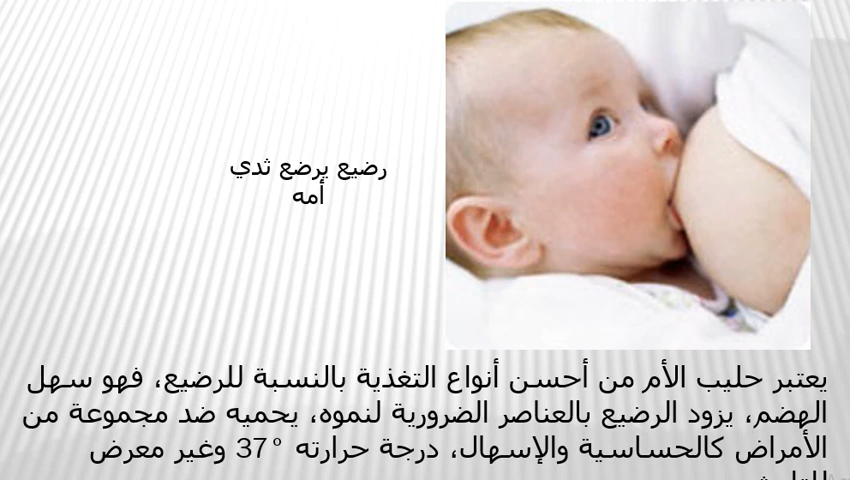 رضيع يرضع ثدي
أمه
يعتبر حليب الأم من أحسن أنواع التغذية بالنسبة للرضيع، فهو سهل
الهضم، يزود الرضيع بالعناصر الضرورية لنموه، يحميه ضد مجموعة من
الأمراض كالحساسية والإسهال، درجة حرارته °37 وغير معرض